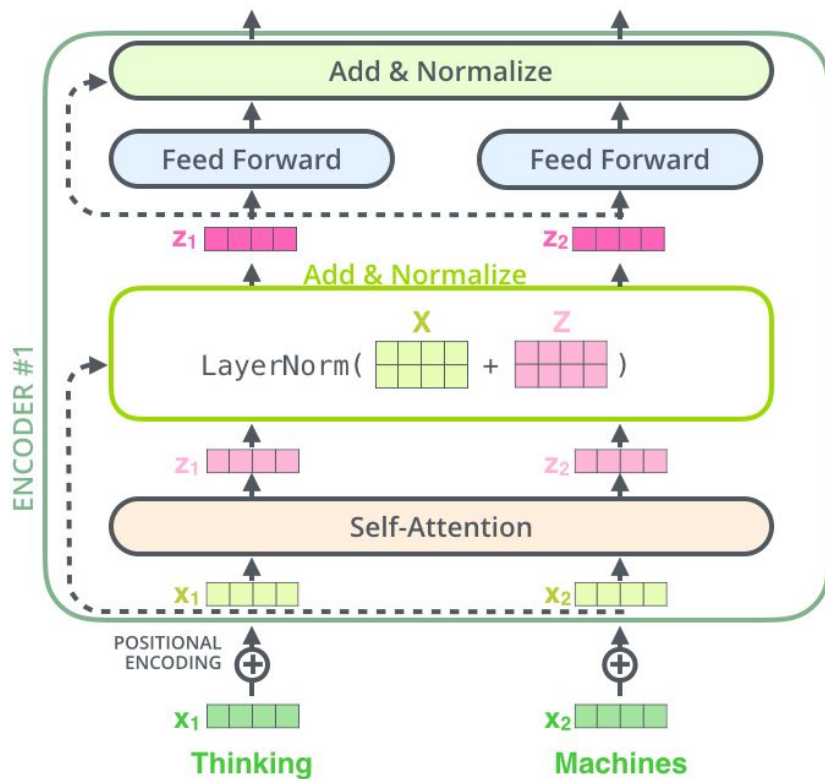 Add & Normalize
Feed Forward Feed Forward
z₁ z₂
Add & Normalize
X Z
LayerNorm( + )
ENCODER #1
z₁ z₂
Self-Attention
x₁ x₂
POSITIONAL
ENCODING
x₁ x₂
Thinking Machines